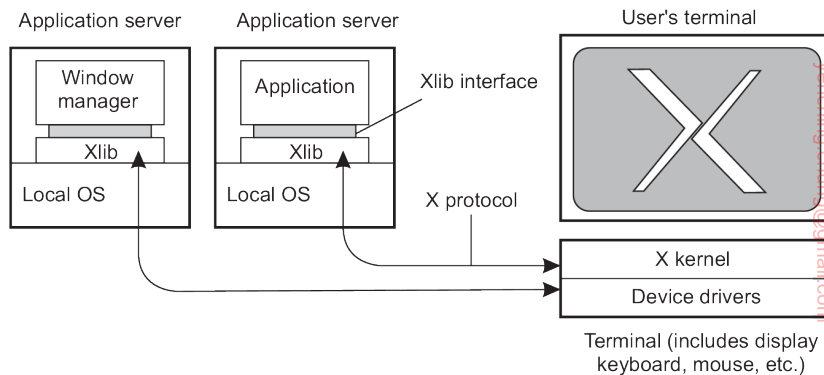 Application server
Application server
User's terminal
Window
manager
Application
Xlib interface
Xlib
Xlib
Local OS
Local OS
X protocol
X kernel
Device drivers
Terminal (includes display
keyboard, mouse, etc.)